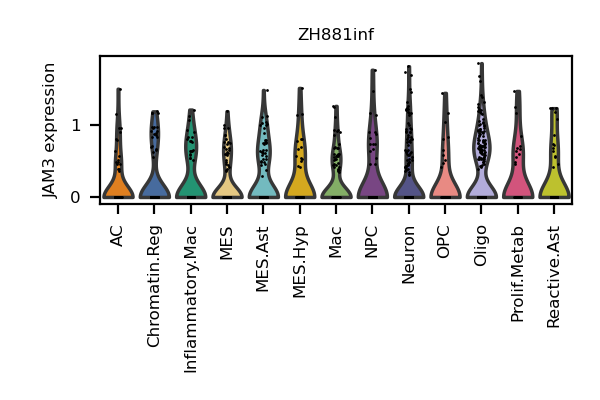 ZH881inf
JAM3 expression
1
0
AC
Chromatin.Reg
Inflammatory.Mac
MES
MES.Ast
MES.Hyp
Mac
NPC
Neuron
OPC
Oligo
Prolif.Metab
Reactive.Ast